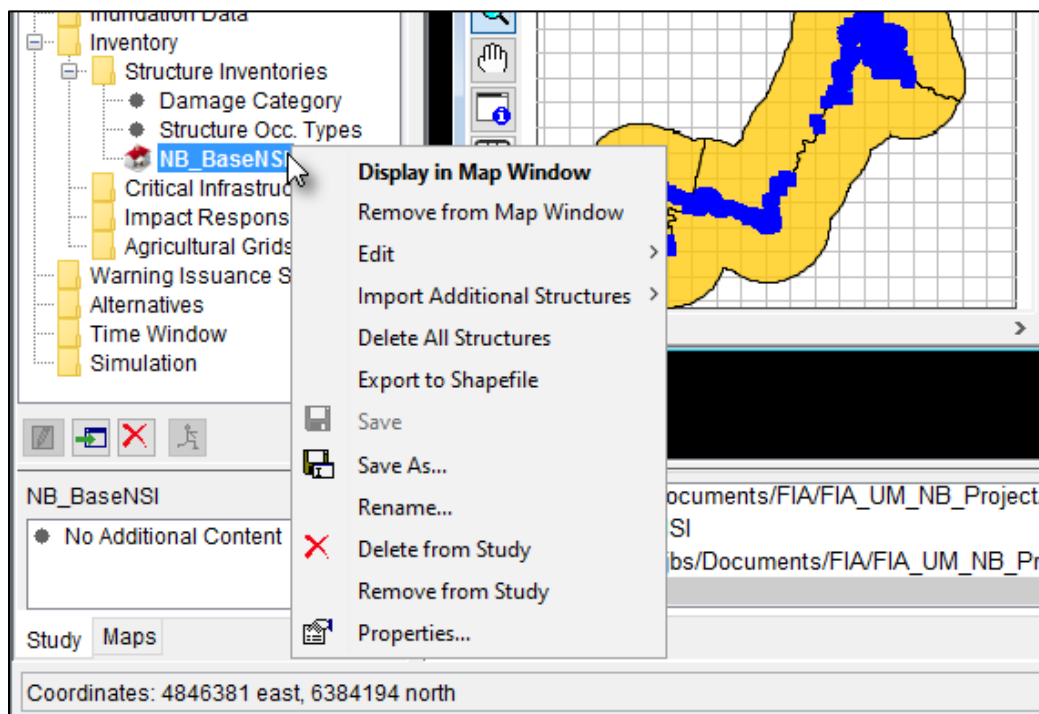 Inundation Data
Inventory
Structure Inventories
Damage Category
Structure Occ. Types
NB_BaseNSI
Critical Infrastruc
Impact Respons
Agricultural Grids
Warning Issuance S
Alternatives
Time Window
Simulation
Display in Map Window
Remove from Map Window
Edit
Import Additional Structures
Delete All Structures
Export to Shapefile
Save
Save As...
Rename...
Delete from Study
Remove from Study
Properties...
NB_BaseNSI
No Additional Content
ocuments/FIA/FIA_UM_NB_Project
SI
bs/Documents/FIA/FIA_UM_NB_Pr
Study
Maps
Coordinates: 4846381 east, 6384194 north